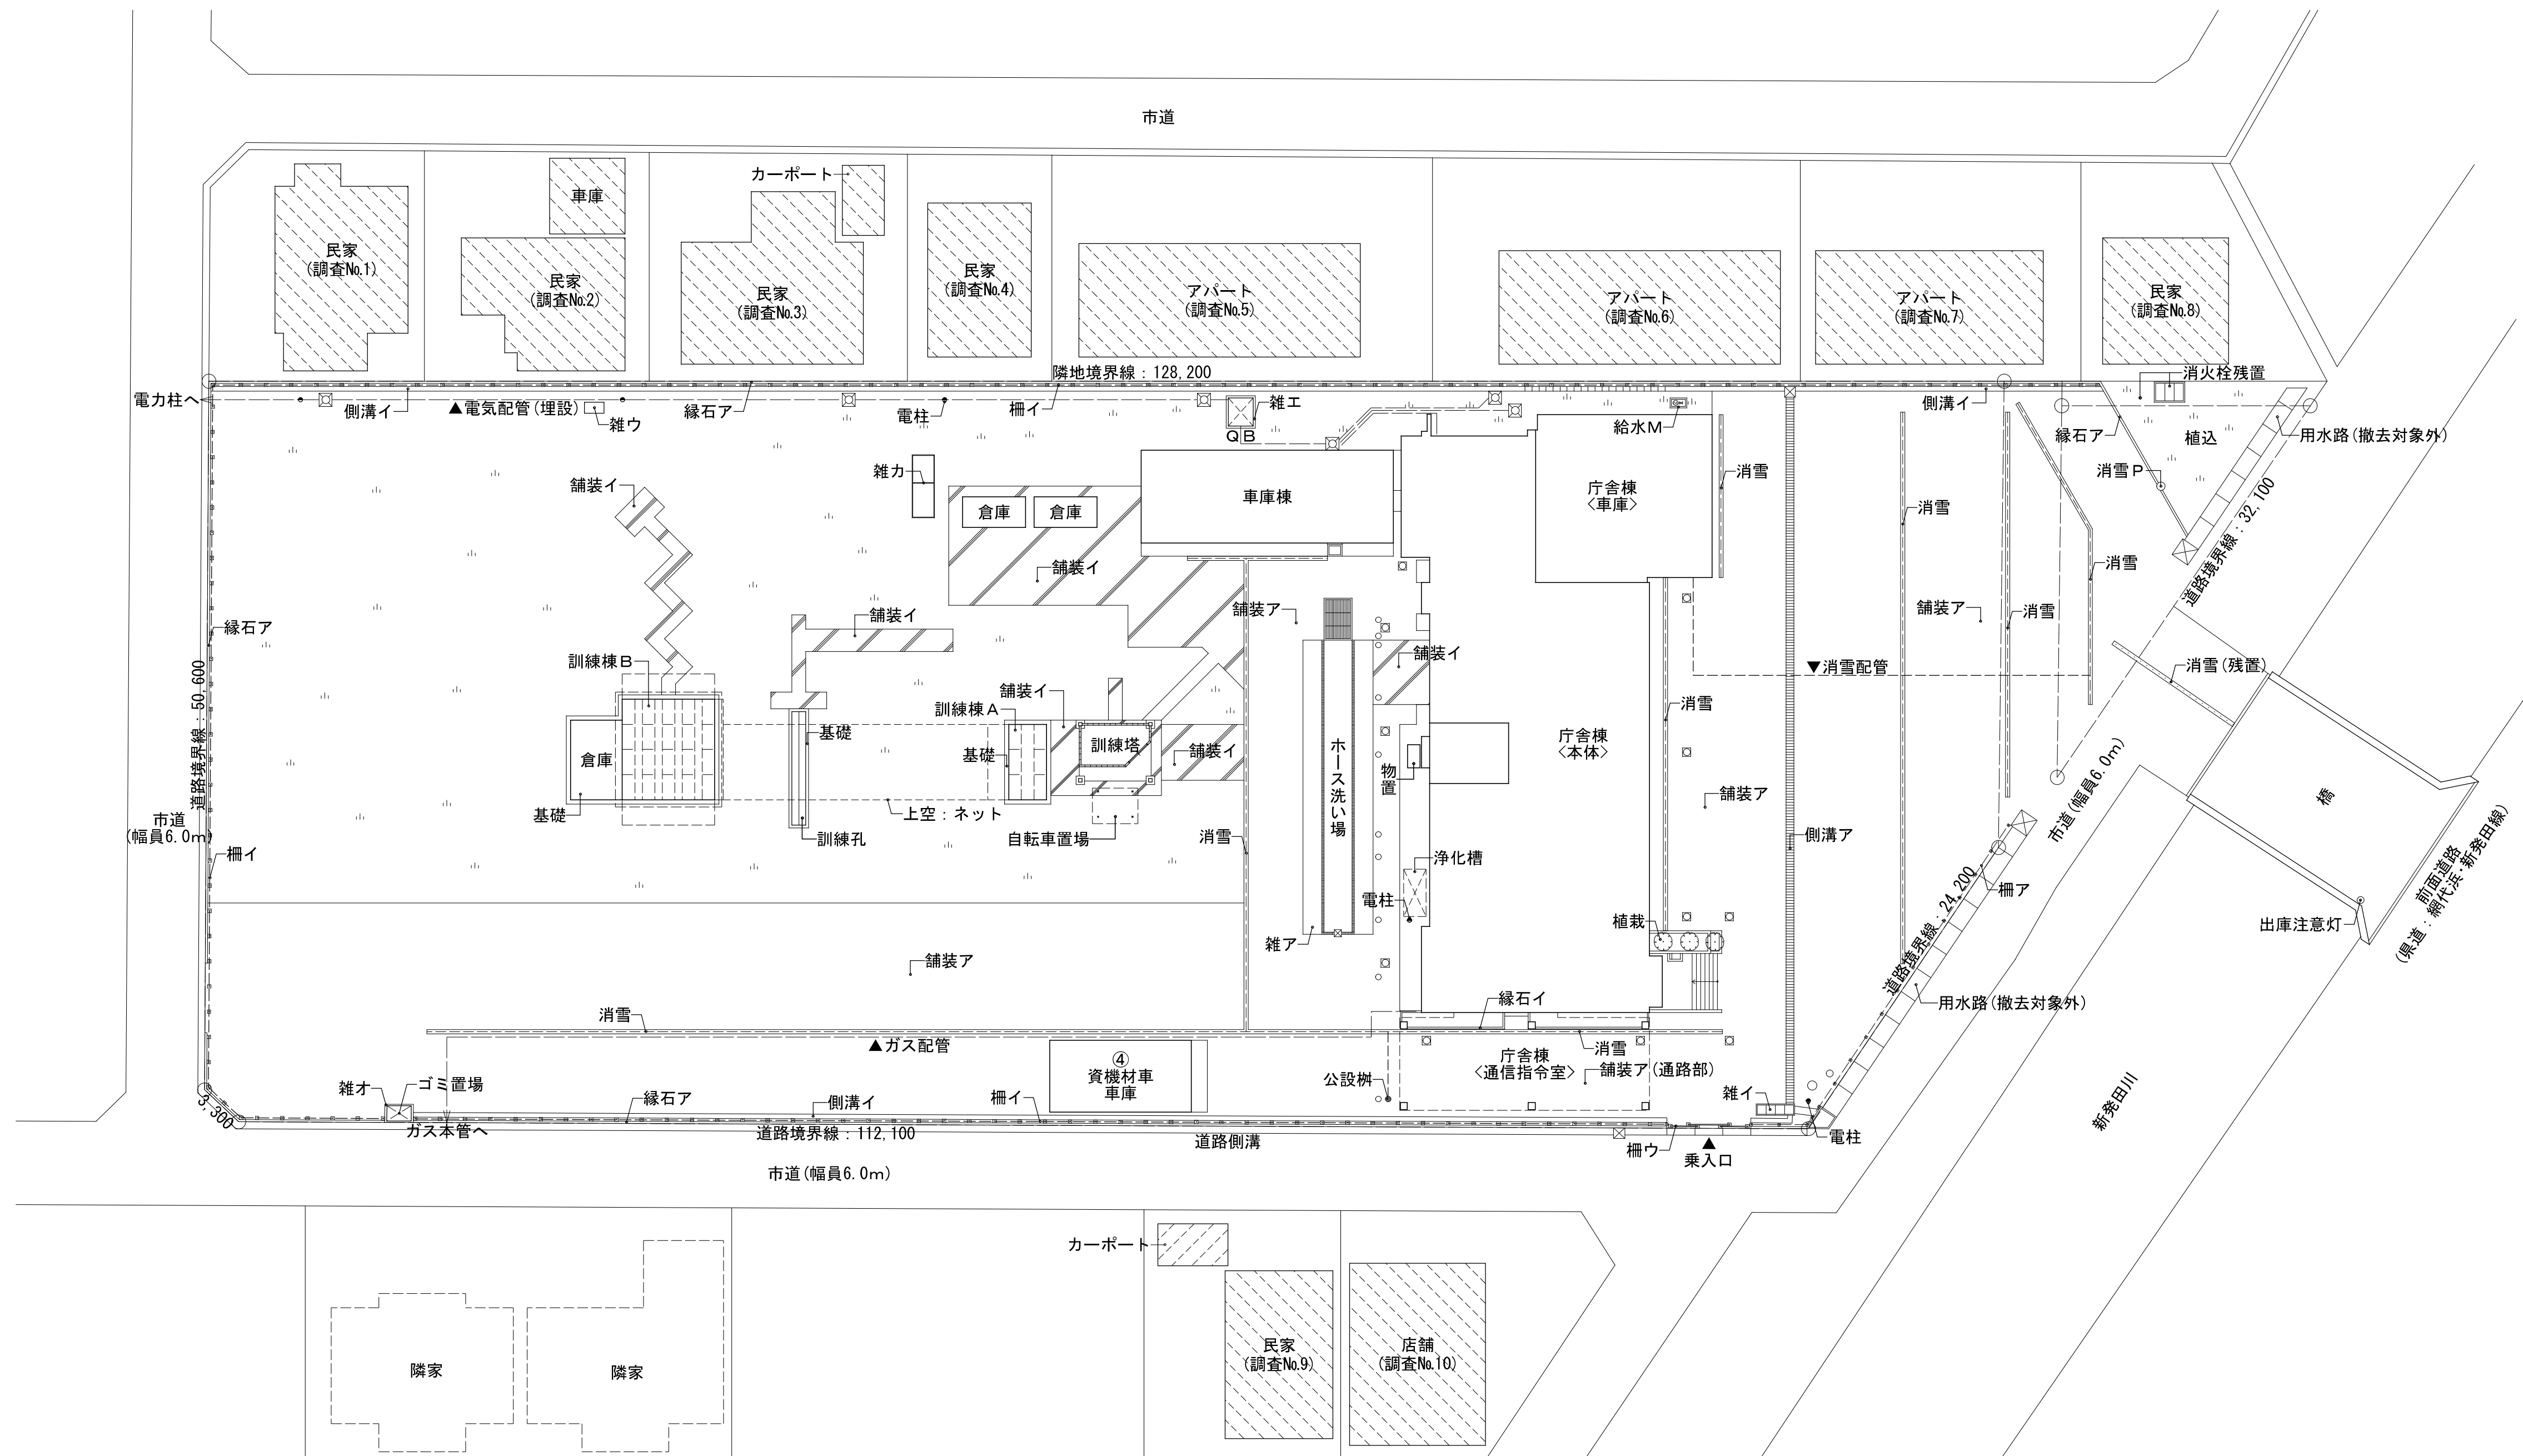 市道
カーポート
車庫
民家
(調査№1)
民家
(調査№2)
民家
(調査№3)
民家
(調査№4)
アパート
(調査№5)
アパート
(調査№6)
アパート
(調査№7)
民家
(調査№8)
隣地境界線：128,200
消火栓残置
電力柱へ
側溝イ
▲電気配管(埋設)
雑ウ
縁石ア
電柱
柵イ
雑エ
QB
給水M
側溝イ
縁石ア
植込
用水路(撤去対象外)
消雪P
雑カ
舗装イ
倉庫
倉庫
車庫棟
庁舎棟
<車庫>
消雪
消雪
道路境界線：32,100
舗装イ
消雪
舗装イ
舗装ア
舗装ア
消雪
縁石ア
訓練棟B
舗装イ
消雪(残置)
▼消雪配管
道路境界線：50,600
舗装イ
訓練棟A
消雪
基礎
基礎
訓練塔
舗装イ
倉庫
ホース洗い場
物置
庁舎棟
<本体>
舗装ア
橋
市道
(幅員6.0m)
基礎
訓練孔
上空：ネット
自転車置場
消雪
側溝ア
市道(幅員6.0m)
柵イ
浄化槽
電柱
柵ア
道路境界線：24,200
前面道路
(県道：網代浜・新発田線)
出庫注意灯
植栽
雑ア
舗装ア
縁石イ
用水路(撤去対象外)
消雪
▲ガス配管
④
資機材車
車庫
庁舎棟
<通信指令室>
消雪
舗装ア(通路部)
公設桝
雑オ
ゴミ置場
縁石ア
側溝イ
柵イ
雑イ
3,300
ガス本管へ
道路境界線：112,100
道路側溝
柵ウ
▲
乗入口
電柱
新発田川
市道(幅員6.0m)
カーポート
隣家
隣家
民家
(調査№9)
店舗
(調査№10)